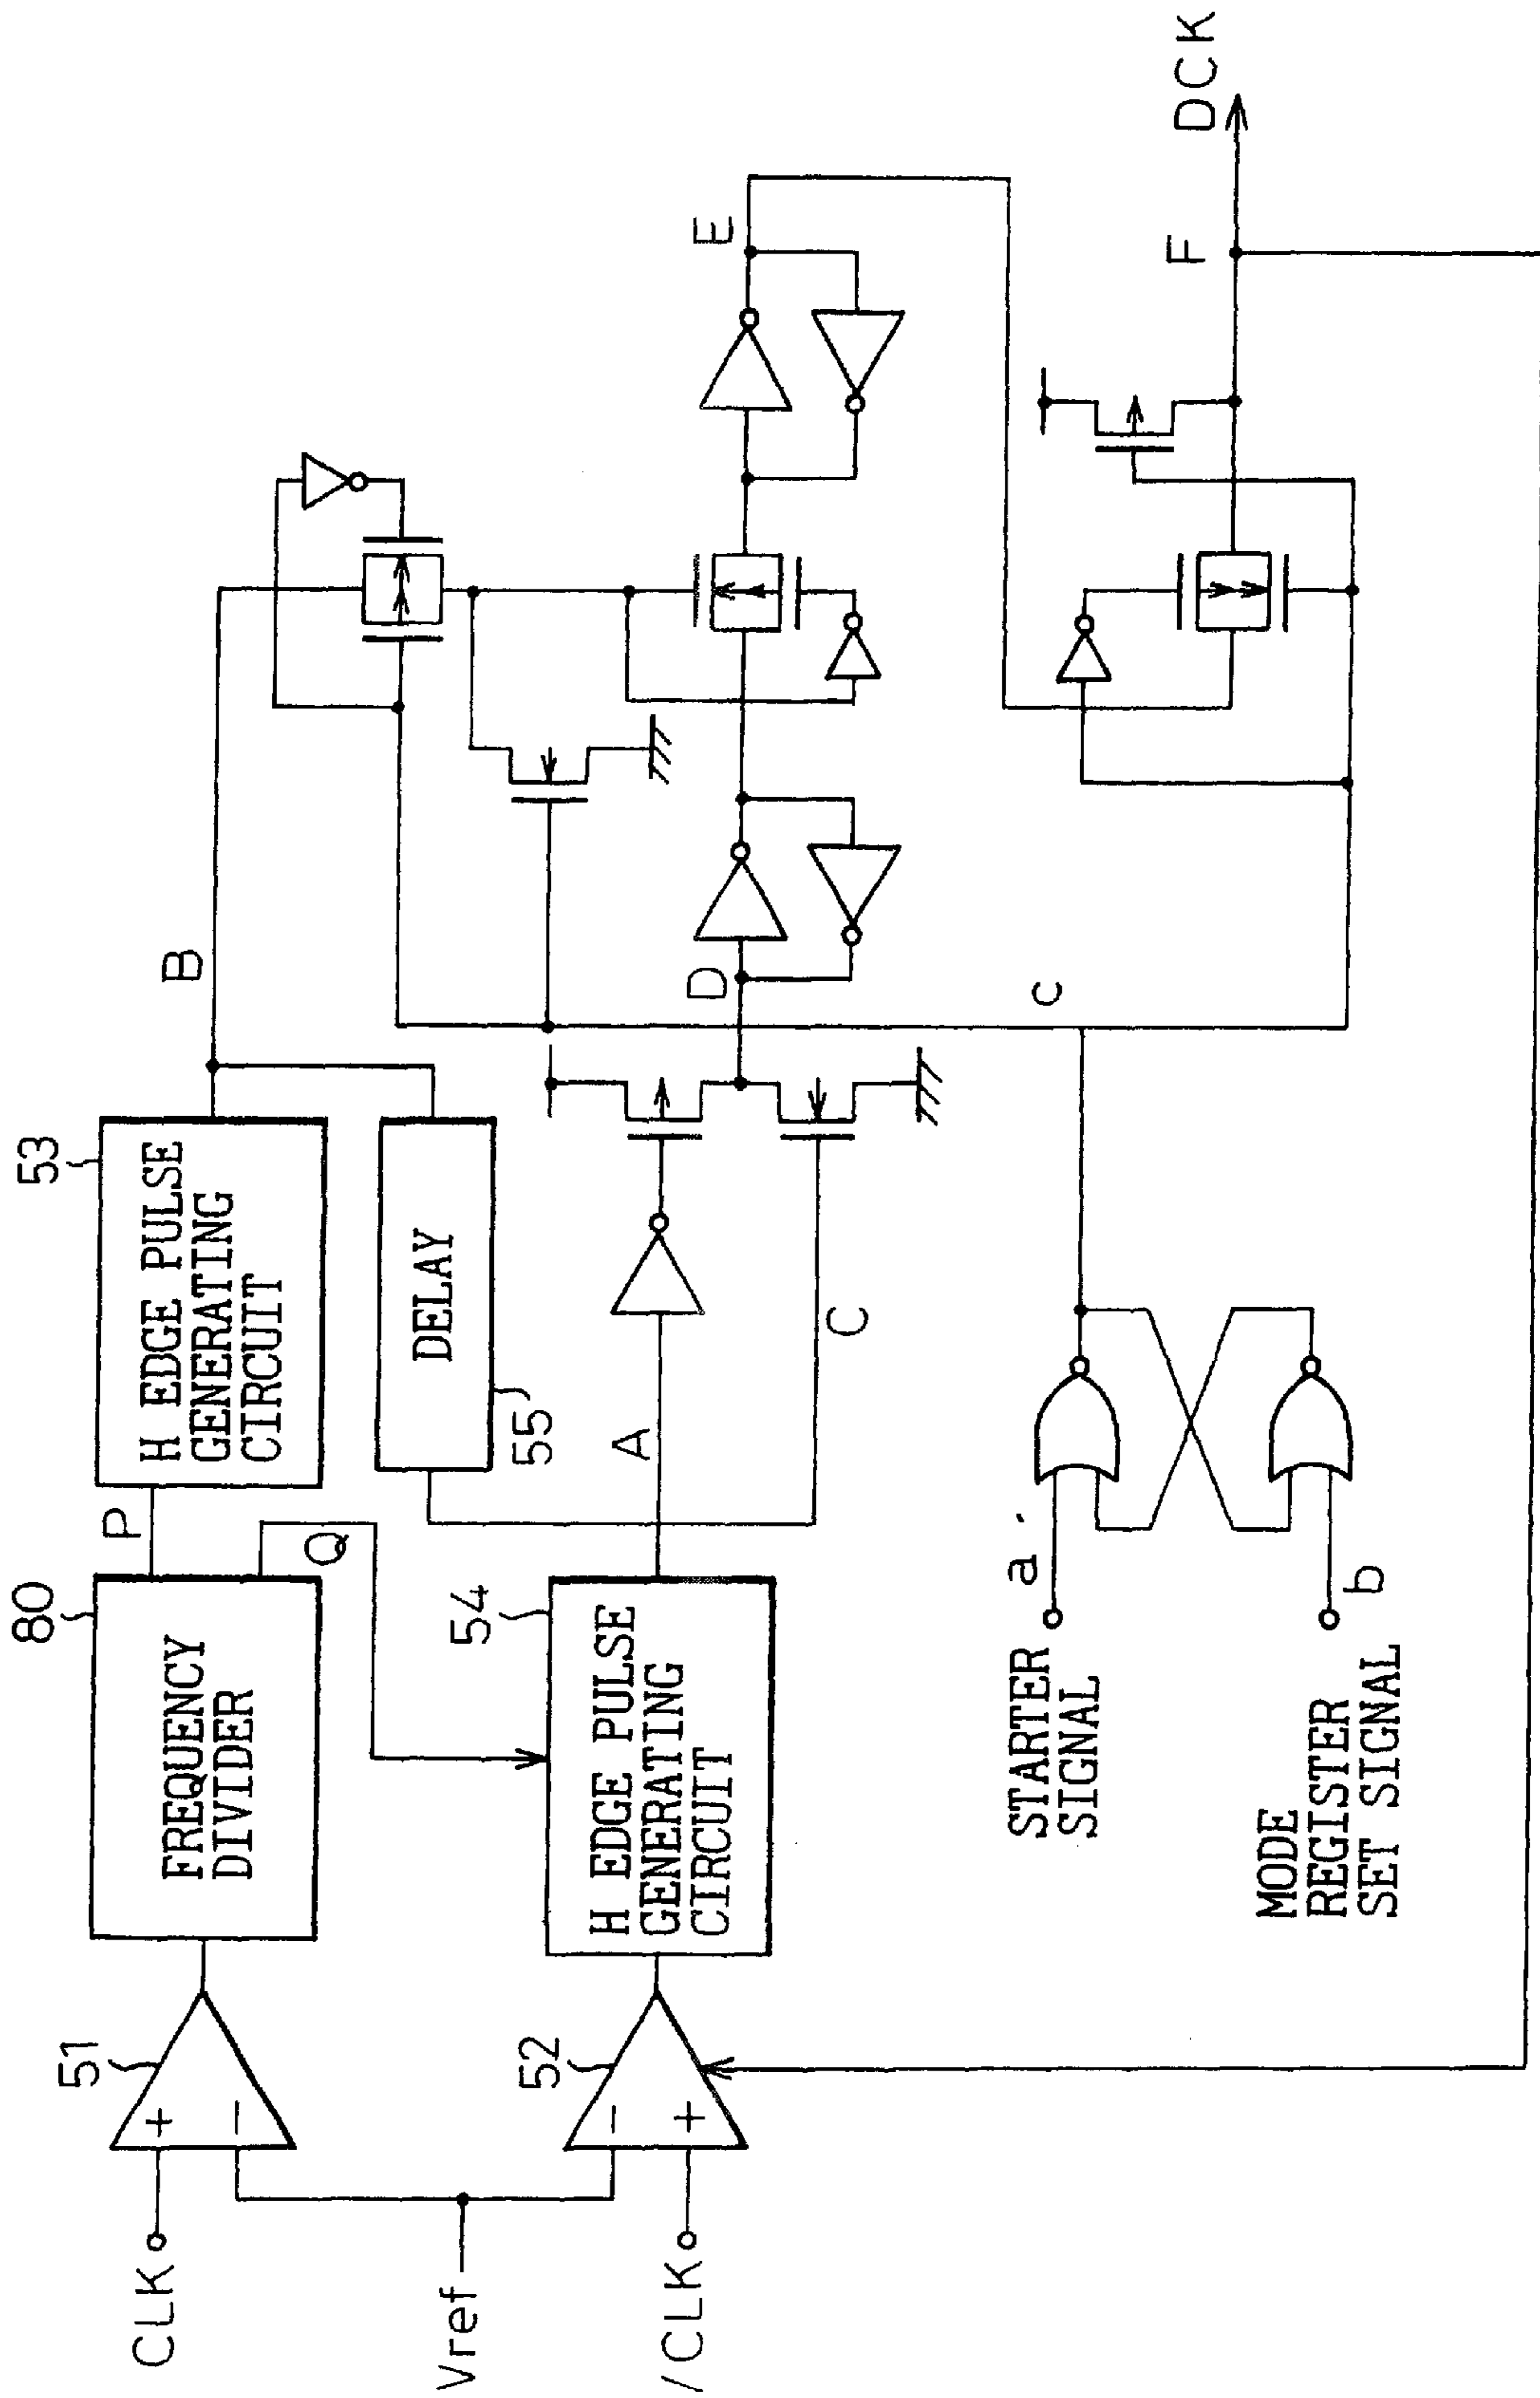 CLK
Vref
/CLK
51
+
−
52
−
+
80
FREQUENCY
DIVIDER
P
Q
53
H EDGE PULSE
GENERATING
CIRCUIT
DELAY
55
54
H EDGE PULSE
GENERATING
CIRCUIT
A
B
C
D
E
c
STARTER
SIGNAL
a
MODE
REGISTER
SET SIGNAL
b
F
DCK